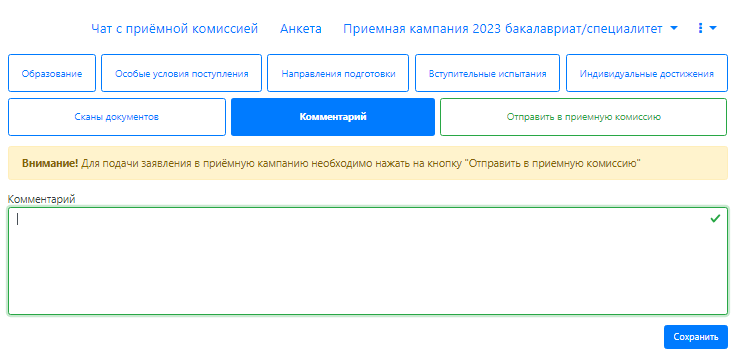 Чат с приёмной комиссией Анкета Приемная кампания 2023 бакалавриат/специалитет
Образование Особые условия поступления Направления подготовки Вступительные испытания Индивидуальные достижения
Сканы документов Комментарий Отправить в приемную комиссию
Внимание! Для подачи заявления в приёмную кампанию необходимо нажать на кнопку "Отправить в приемную комиссию"
Комментарий
Сохранить